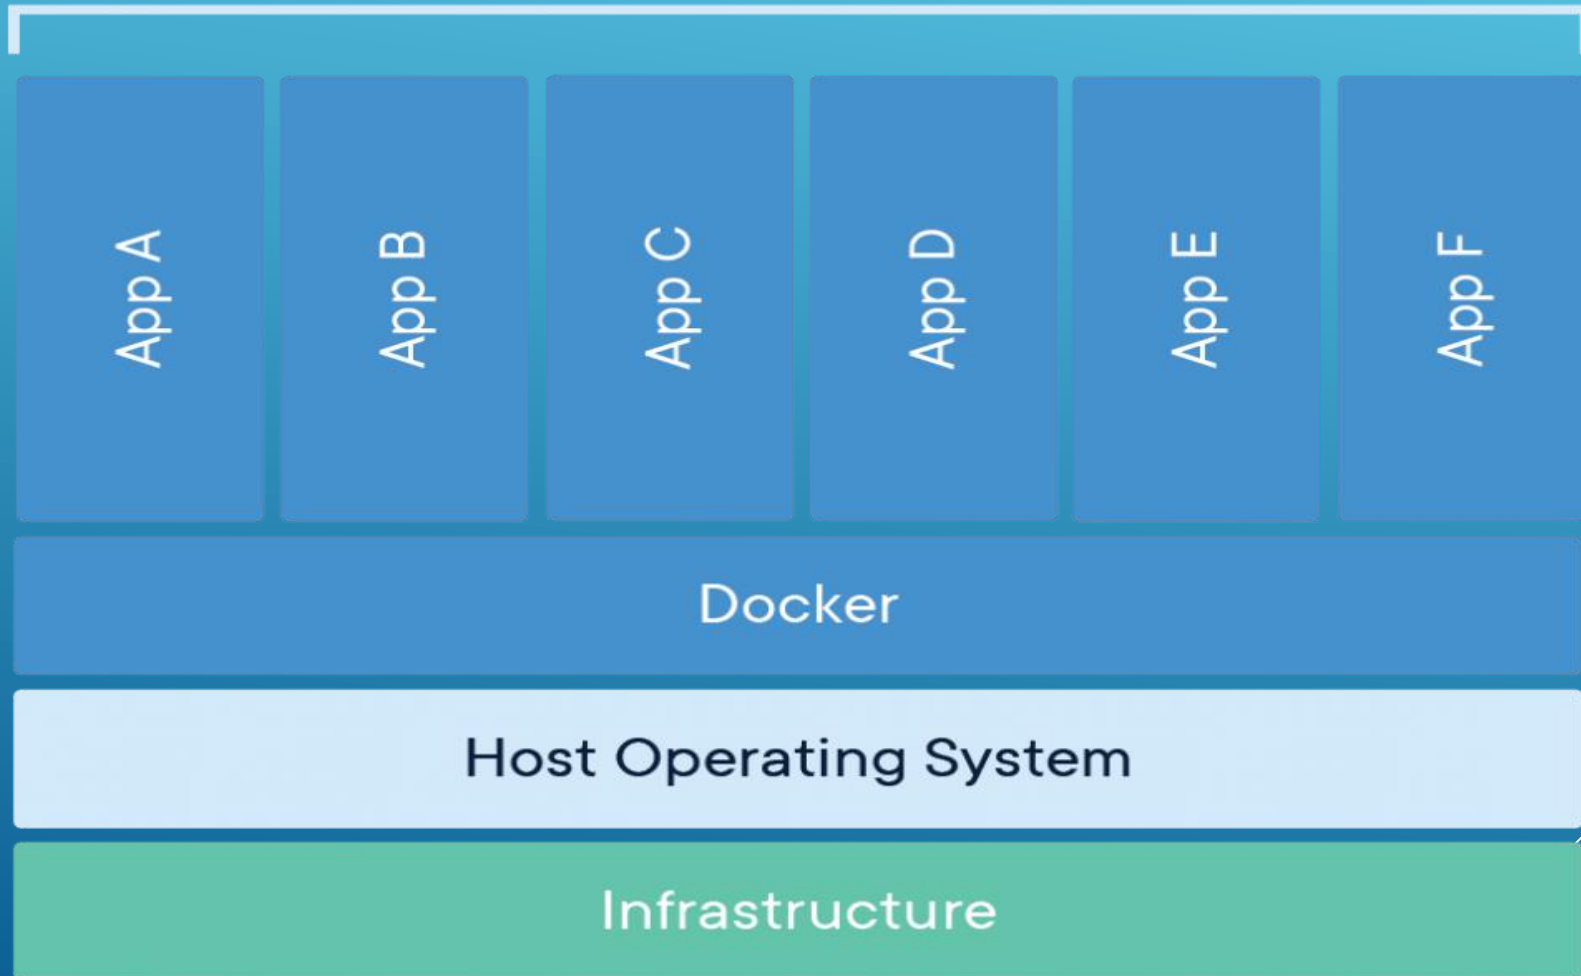 App A
App B
App C
App D
App E
App F
Docker
Host Operating System
Infrastructure